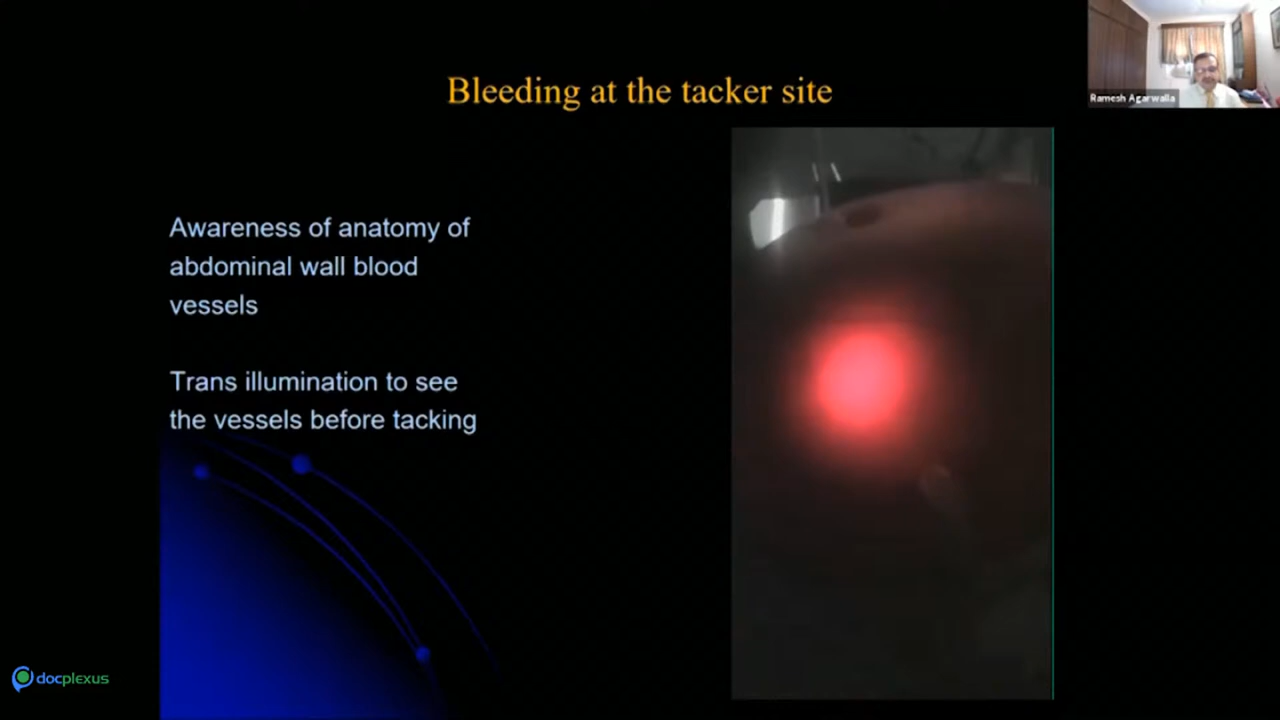 Bleeding at the tacker site
Ramesh Agarwalla
Awareness of anatomy of
abdominal wall blood
vessels
Trans illumination to see
the vessels before tacking
docplexus